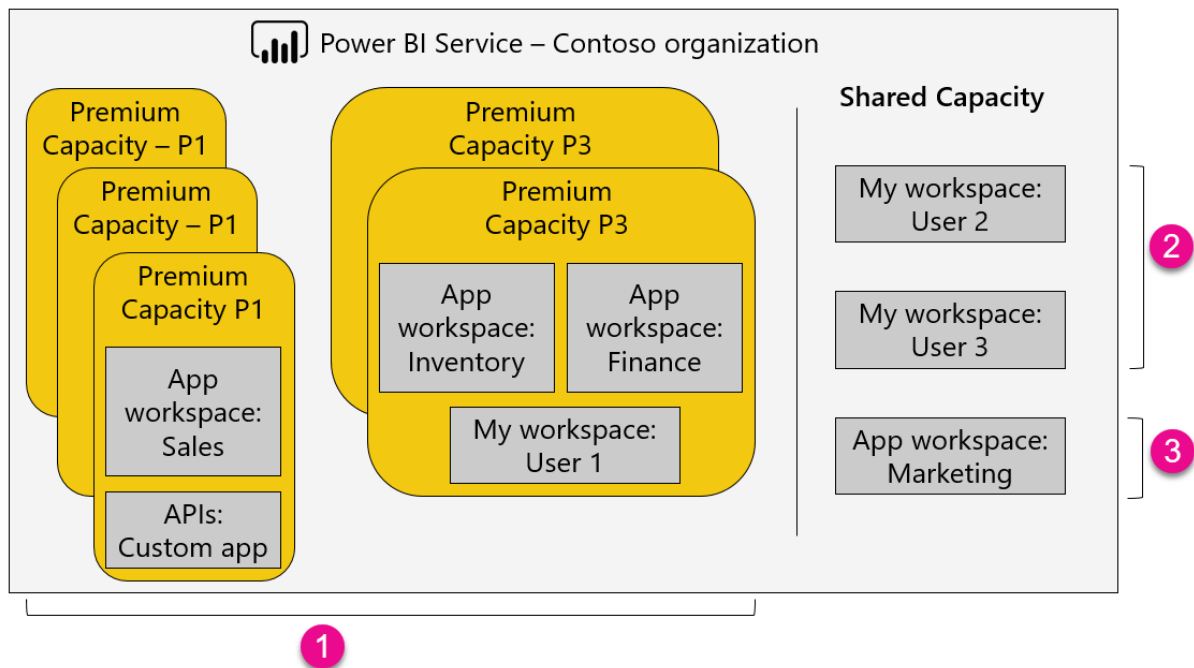 Power BI Service – Contoso organization
Premium
Capacity – P1
Premium
Capacity – P1
Premium
Capacity P1
App
workspace:
Sales
APIs:
Custom app
Premium
Capacity P3
Premium
Capacity P3
App
workspace:
Inventory
App
workspace:
Finance
My workspace:
User 1
Shared Capacity
My workspace:
User 2
My workspace:
User 3
App workspace:
Marketing
2
3
1